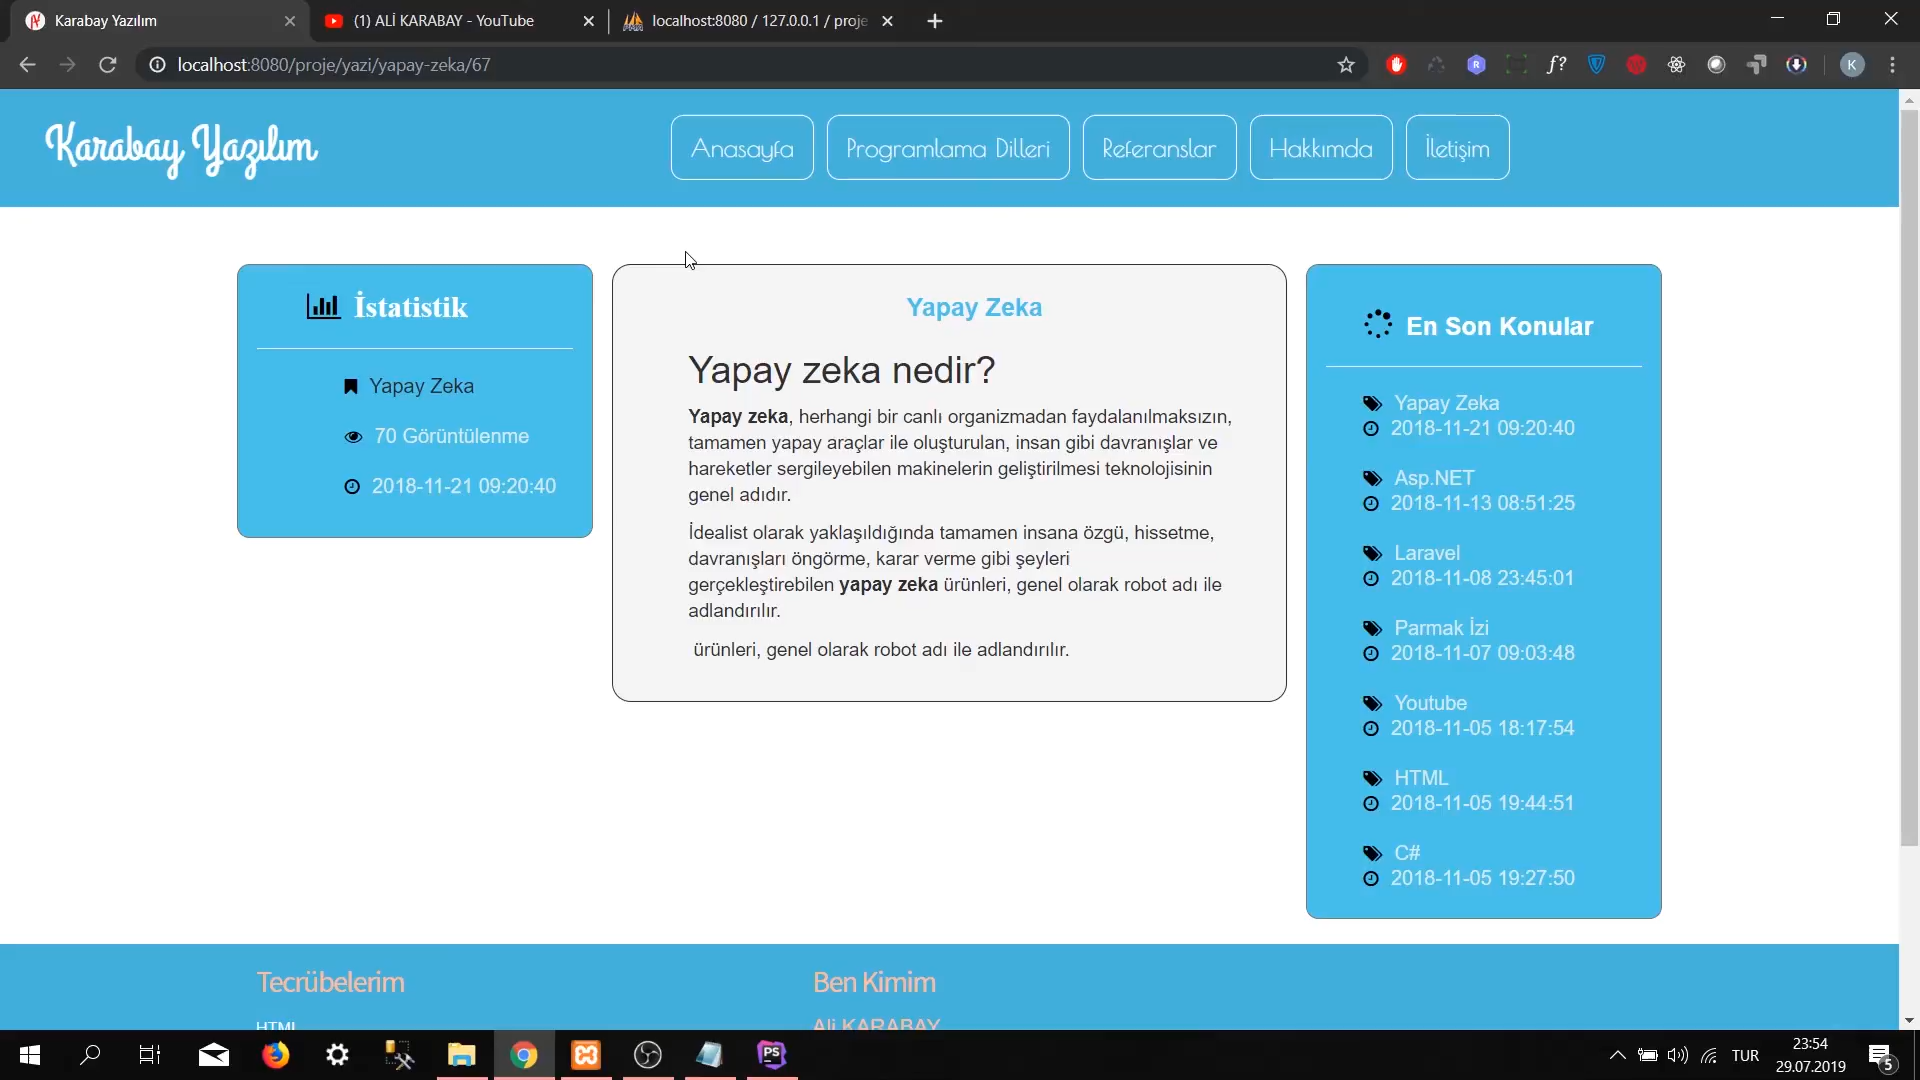 Karabay Yazılım
(1) ALİ KARABAY - YouTube
localhost:8080 / 127.0.0.1 / proje
localhost:8080/proje/yazi/yapay-zeka/67
K
Karabay Yazılım
Anasayfa
Programlama Dilleri
Referanslar
Hakkımda
İletişim
İstatistik
Yapay Zeka
70 Görüntülenme
2018-11-21 09:20:40
Yapay Zeka
Yapay zeka nedir?
Yapay zeka, herhangi bir canlı organizmadan faydalanılmaksızın,
tamamen yapay araçlar ile oluşturulan, insan gibi davranışlar ve
hareketler sergileyebilen makinelerin geliştirilmesi teknolojisinin
genel adıdır.
İdealist olarak yaklaşıldığında tamamen insana özgü, hissetme,
davranışları öngörme, karar verme gibi şeyleri
gerçekleştirebilen yapay zeka ürünleri, genel olarak robot adı ile
adlandırılır.
ürünleri, genel olarak robot adı ile adlandırılır.
En Son Konular
Yapay Zeka
2018-11-21 09:20:40
Asp.NET
2018-11-13 08:51:25
Laravel
2018-11-08 23:45:01
Parmak İzi
2018-11-07 09:03:48
Youtube
2018-11-05 18:17:54
HTML
2018-11-05 19:44:51
C#
2018-11-05 19:27:50
Tecrübelerim
HTML
Ben Kimim
Ali KARABAY
TUR
23:54
29.07.2019
5